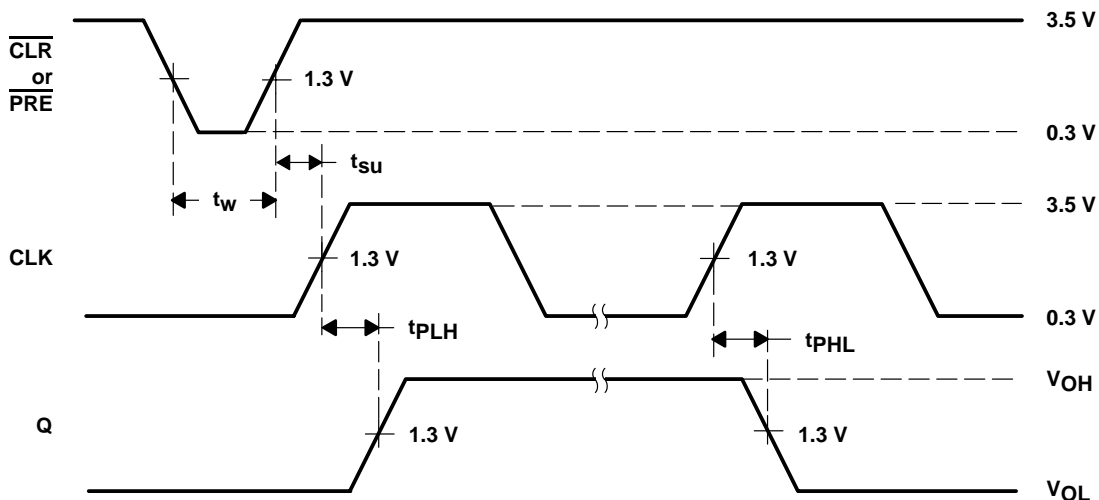 3.5 V
CLR
or
PRE
1.3 V
0.3 V
tsu
tw
3.5 V
CLK
1.3 V
1.3 V
0.3 V
tPLH
tPHL
VOH
Q
1.3 V
1.3 V
VOL